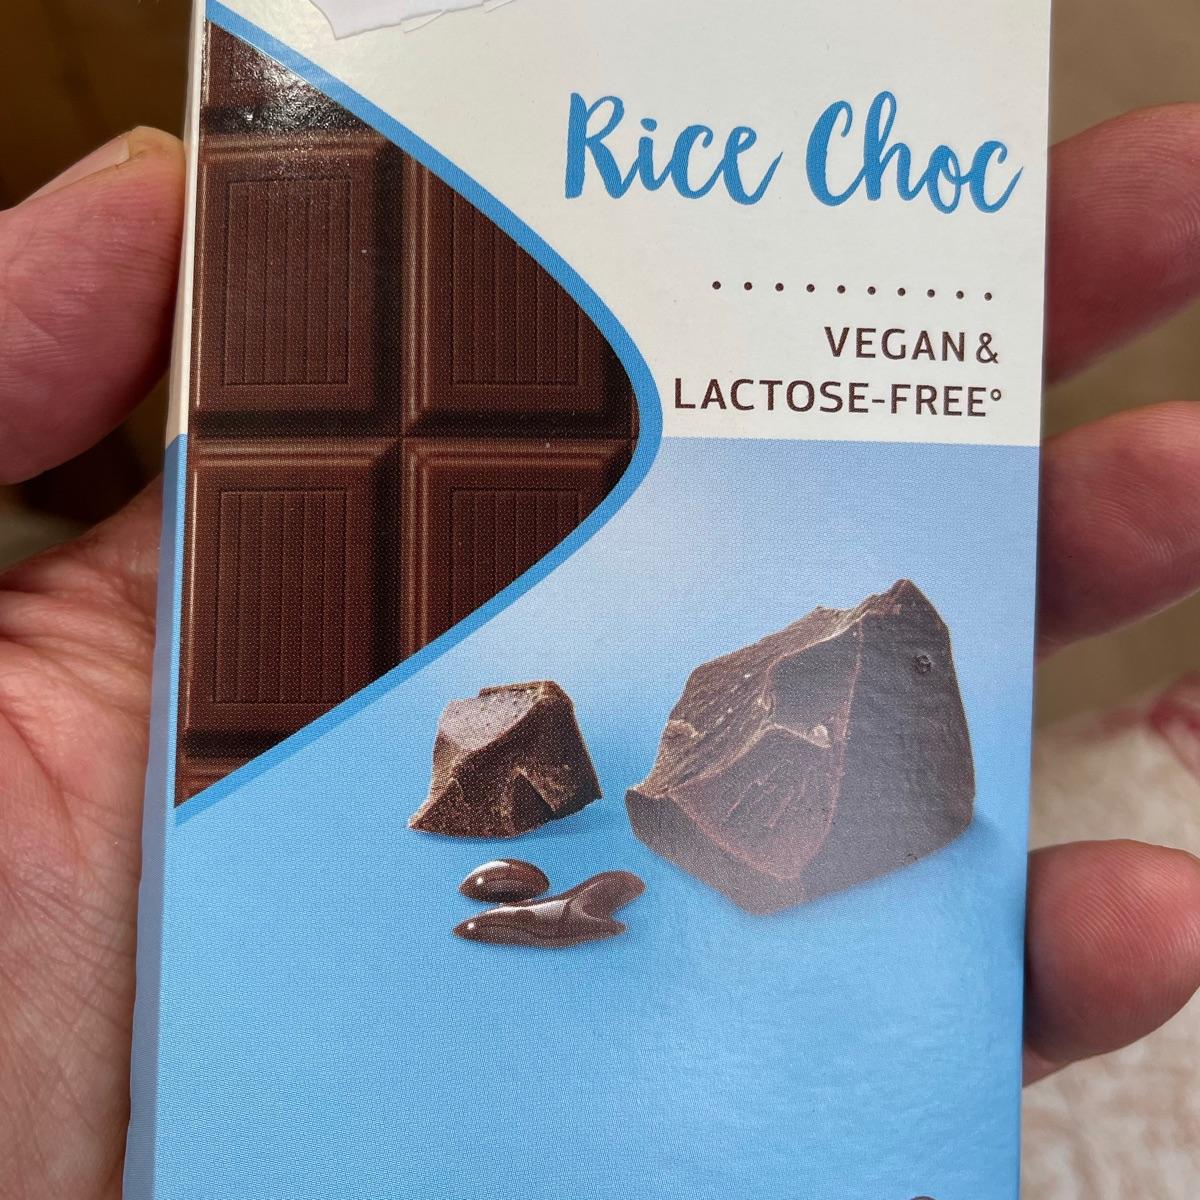 Rice Choc
VEGAN &
LACTOSE-FREE°